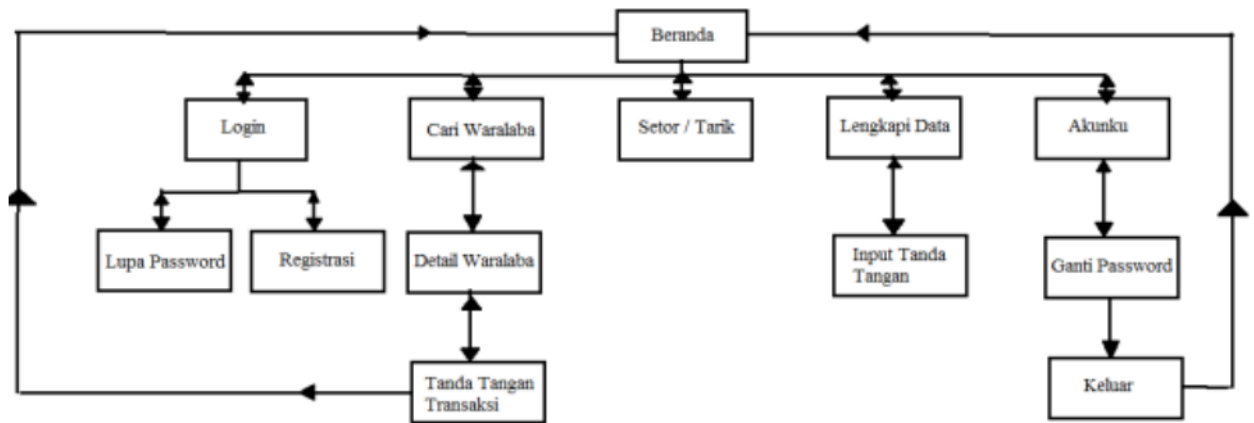 Beranda
Login
Cari Waralaba
Setor / Tarik
Lengkapi Data
Akunku
Lupa Password
Registrasi
Detail Waralaba
Input Tanda
Tangan
Ganti Password
Tanda Tangan
Transaksi
Keluar